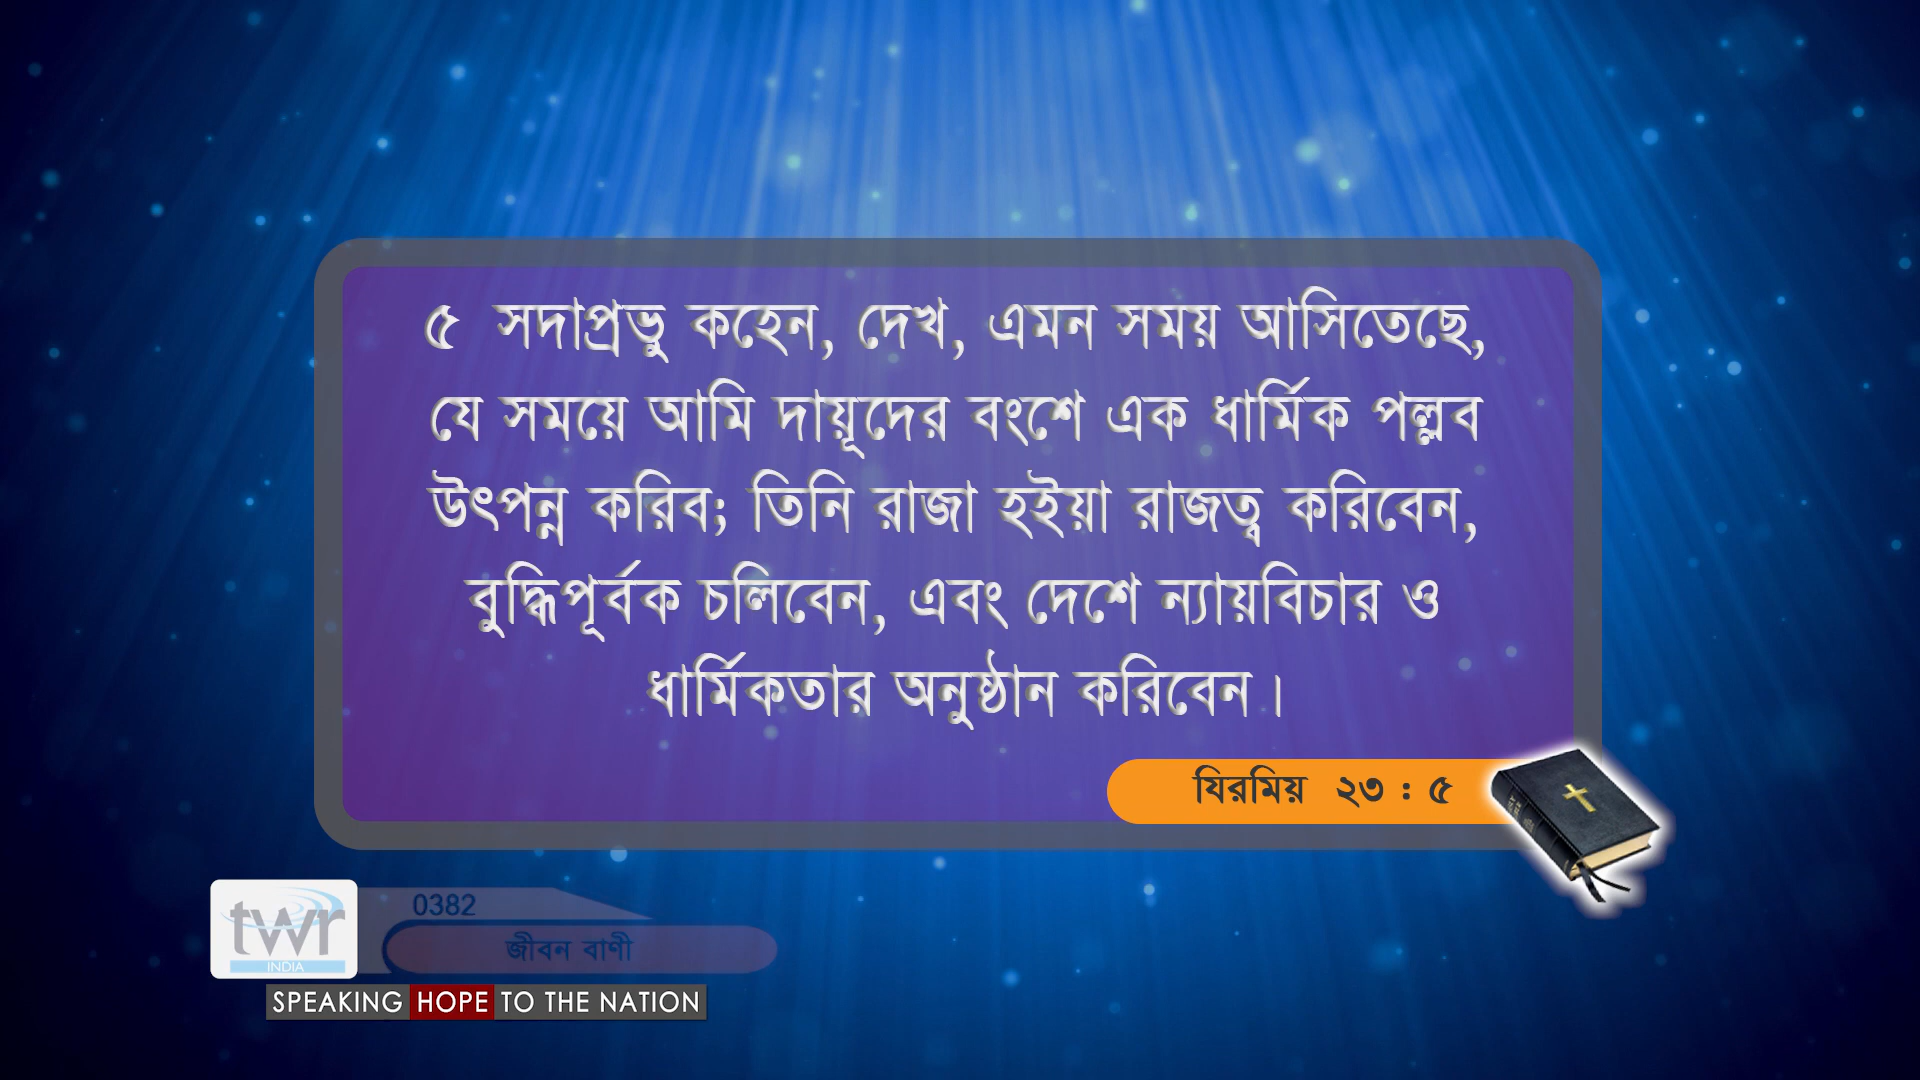 ৫ সদাপ্রভু কহেন, দেখ, এমন সময় আসিতেছে,
যে সময়ে আমি দায়ূদের বংশে এক ধার্মিক পল্লব
উৎপন্ন করিব; তিনি রাজা হইয়া রাজত্ব করিবেন,
বুদ্ধিপূর্বক চলিবেন, এবং দেশে ন্যায়বিচার ও
ধার্মিকতার অনুষ্ঠান করিবেন।
যিরমিয় ২৩ : ৫
0382
twr
জীবন বাণী
INDIA
SPEAKING HOPE TO THE NATION